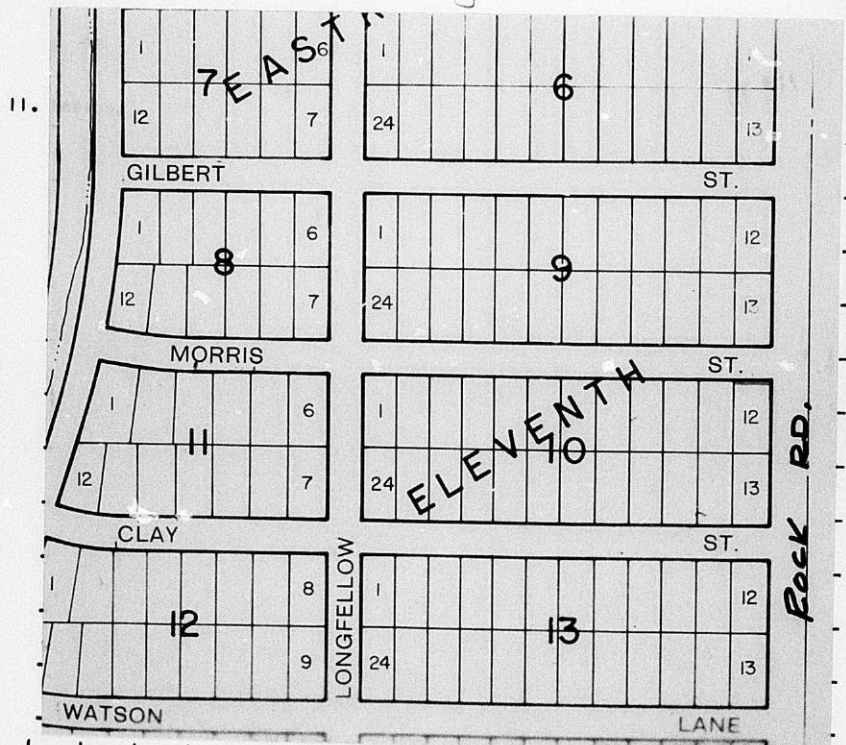 11.
EAST
1 6 1
7 6
12 7 24 13
GILBERT ST.
1 6 1 12
8 9
12 7 24 13
MORRIS ST.
1 6 1 12
11 ELEVENTH 10
12 7 24 13
CLAY ST.
LONGFELLOW
ROCK RD.
1 8 1 12
12 13
9 24 13
WATSON LANE